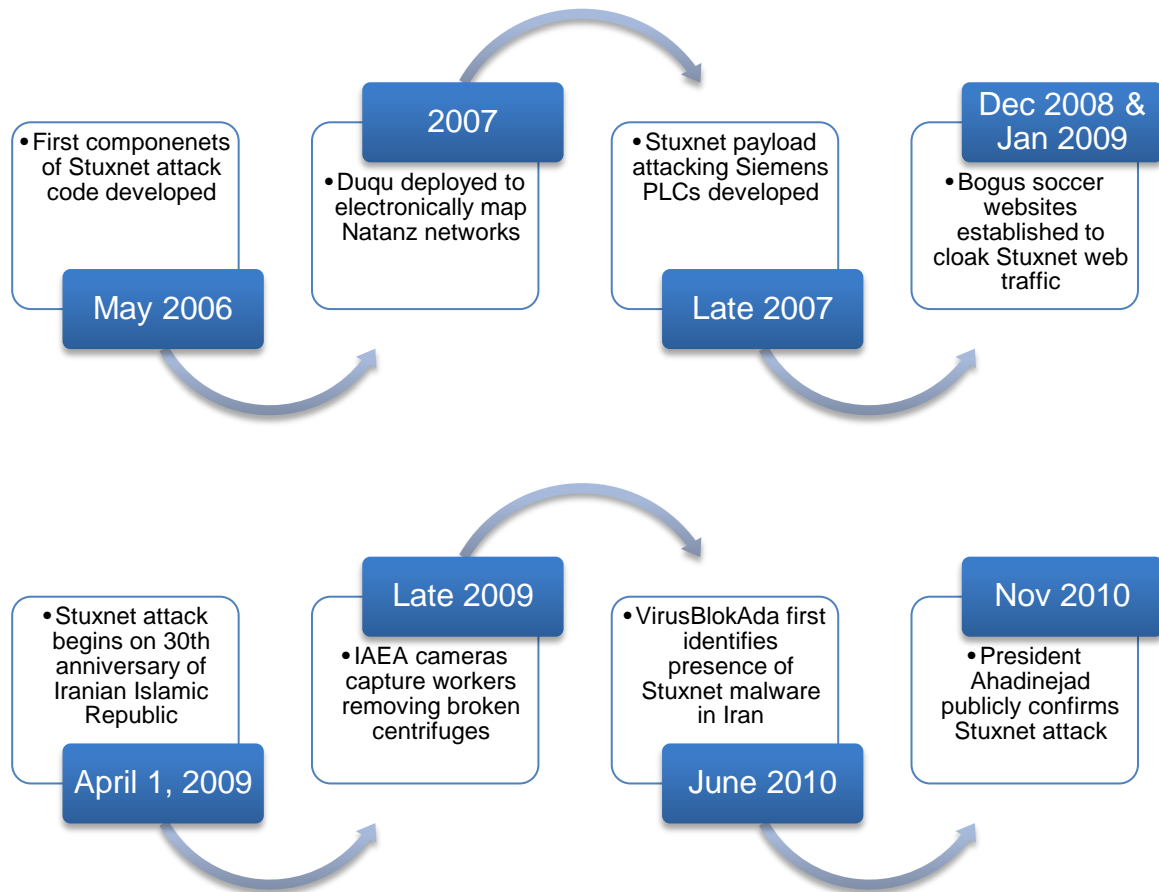 • First componenets
of Stuxnet attack
code developed
May 2006
2007
• Duqu deployed to
electronically map
Natanz networks
• Stuxnet payload
attacking Siemens
PLCs developed
Late 2007
Dec 2008 &
Jan 2009
• Bogus soccer
websites
established to
cloak Stuxnet web
traffic
• Stuxnet attack
begins on 30th
anniversary of
Iranian Islamic
Republic
April 1, 2009
Late 2009
• IAEA cameras
capture workers
removing broken
centrifuges
• VirusBlokAda first
identifies
presence of
Stuxnet malware
in Iran
June 2010
Nov 2010
• President
Ahadinejad
publicly confirms
Stuxnet attack